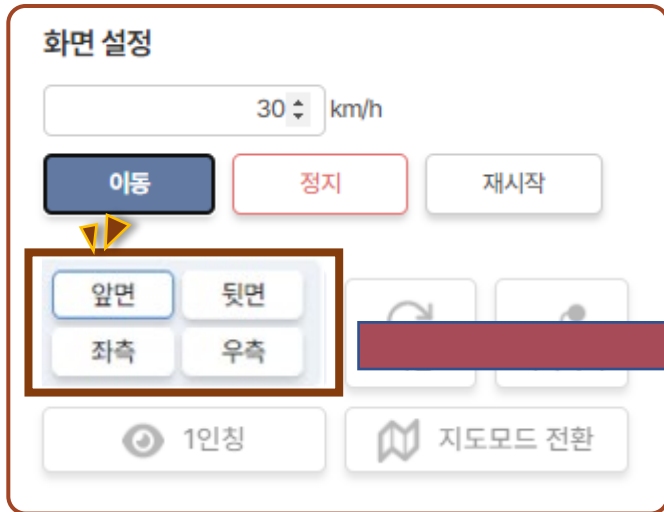 화면 설정
30 km/h
이동 정지 재시작
앞면 뒷면
좌측 우측
1인칭 지도모드 전환